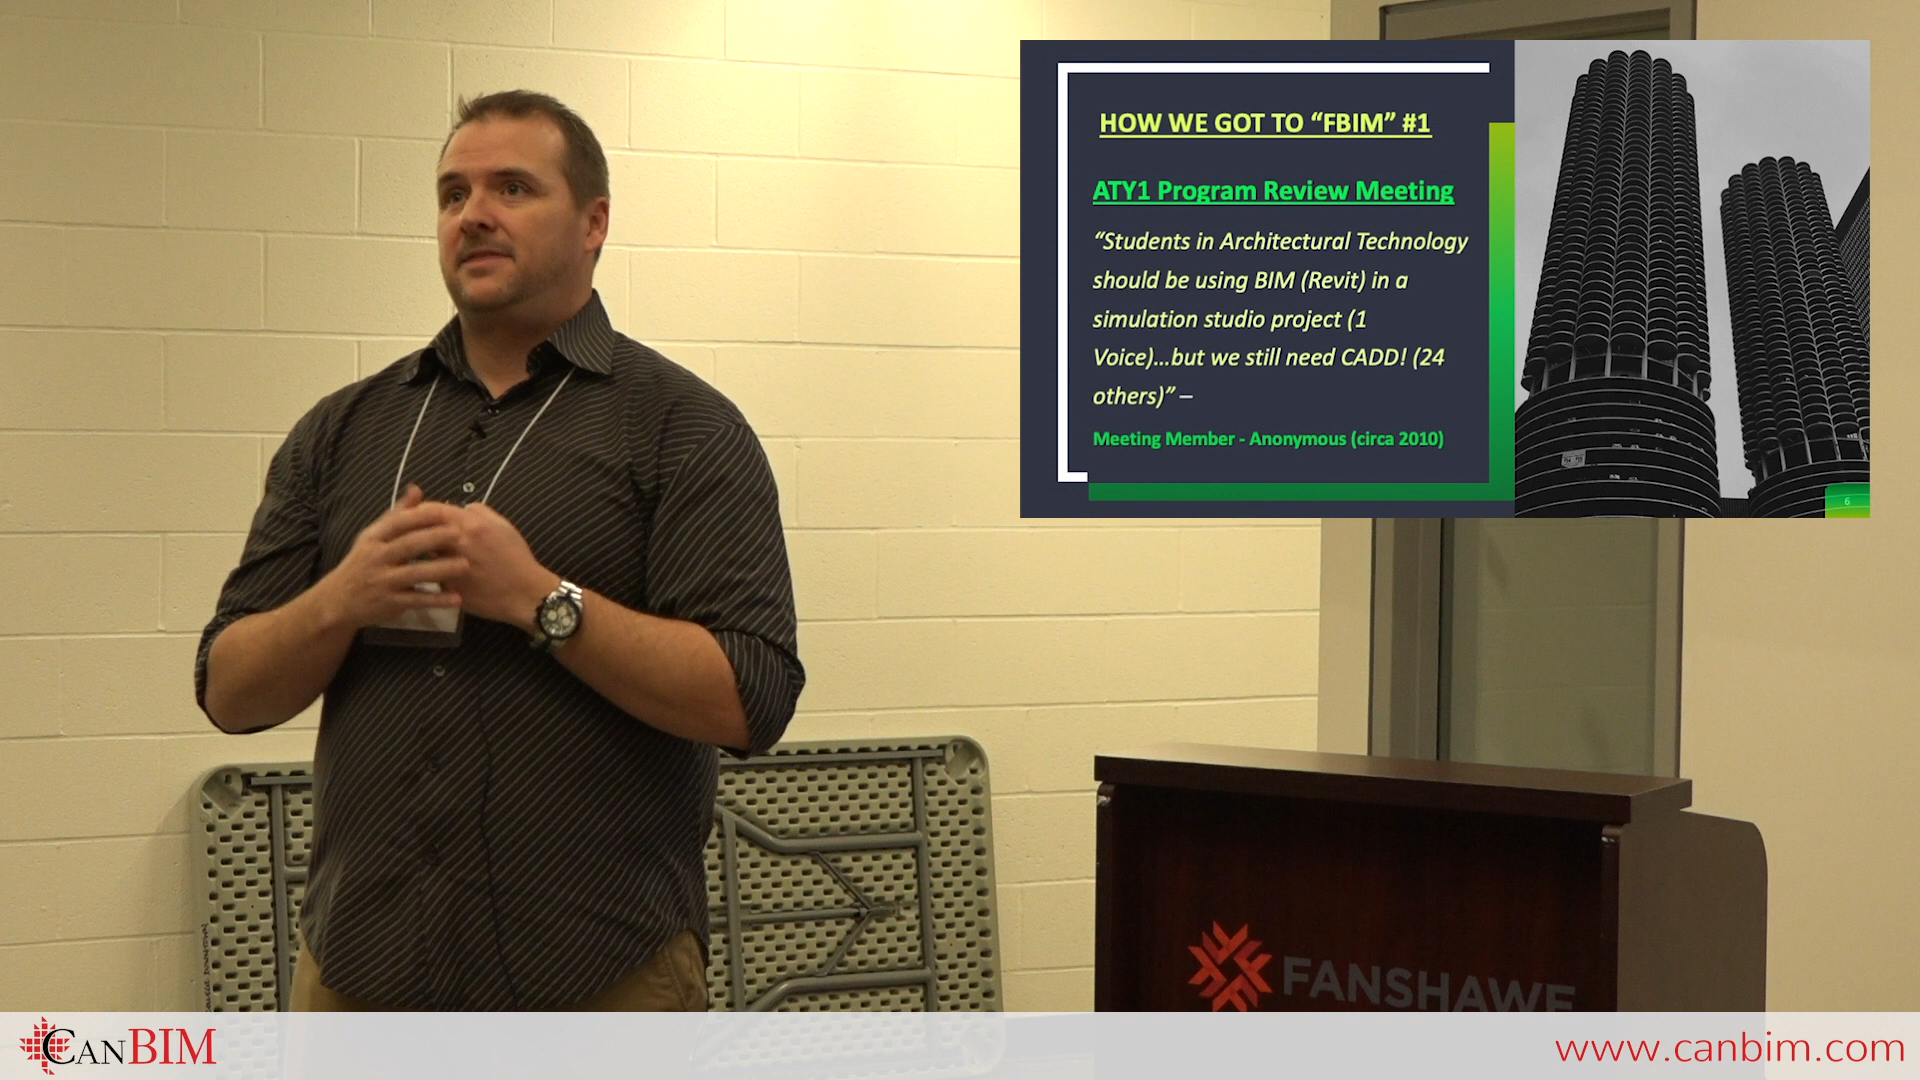 HOW WE GOT TO “FBIM” #1
ATY1 Program Review Meeting
“Students in Architectural Technology
should be using BIM (Revit) in a
simulation studio project (1
Voice)...but we still need CADD! (24
others)” –
Meeting Member - Anonymous (circa 2010)
6
FANSHAWE
CANBIM
www.canbim.com